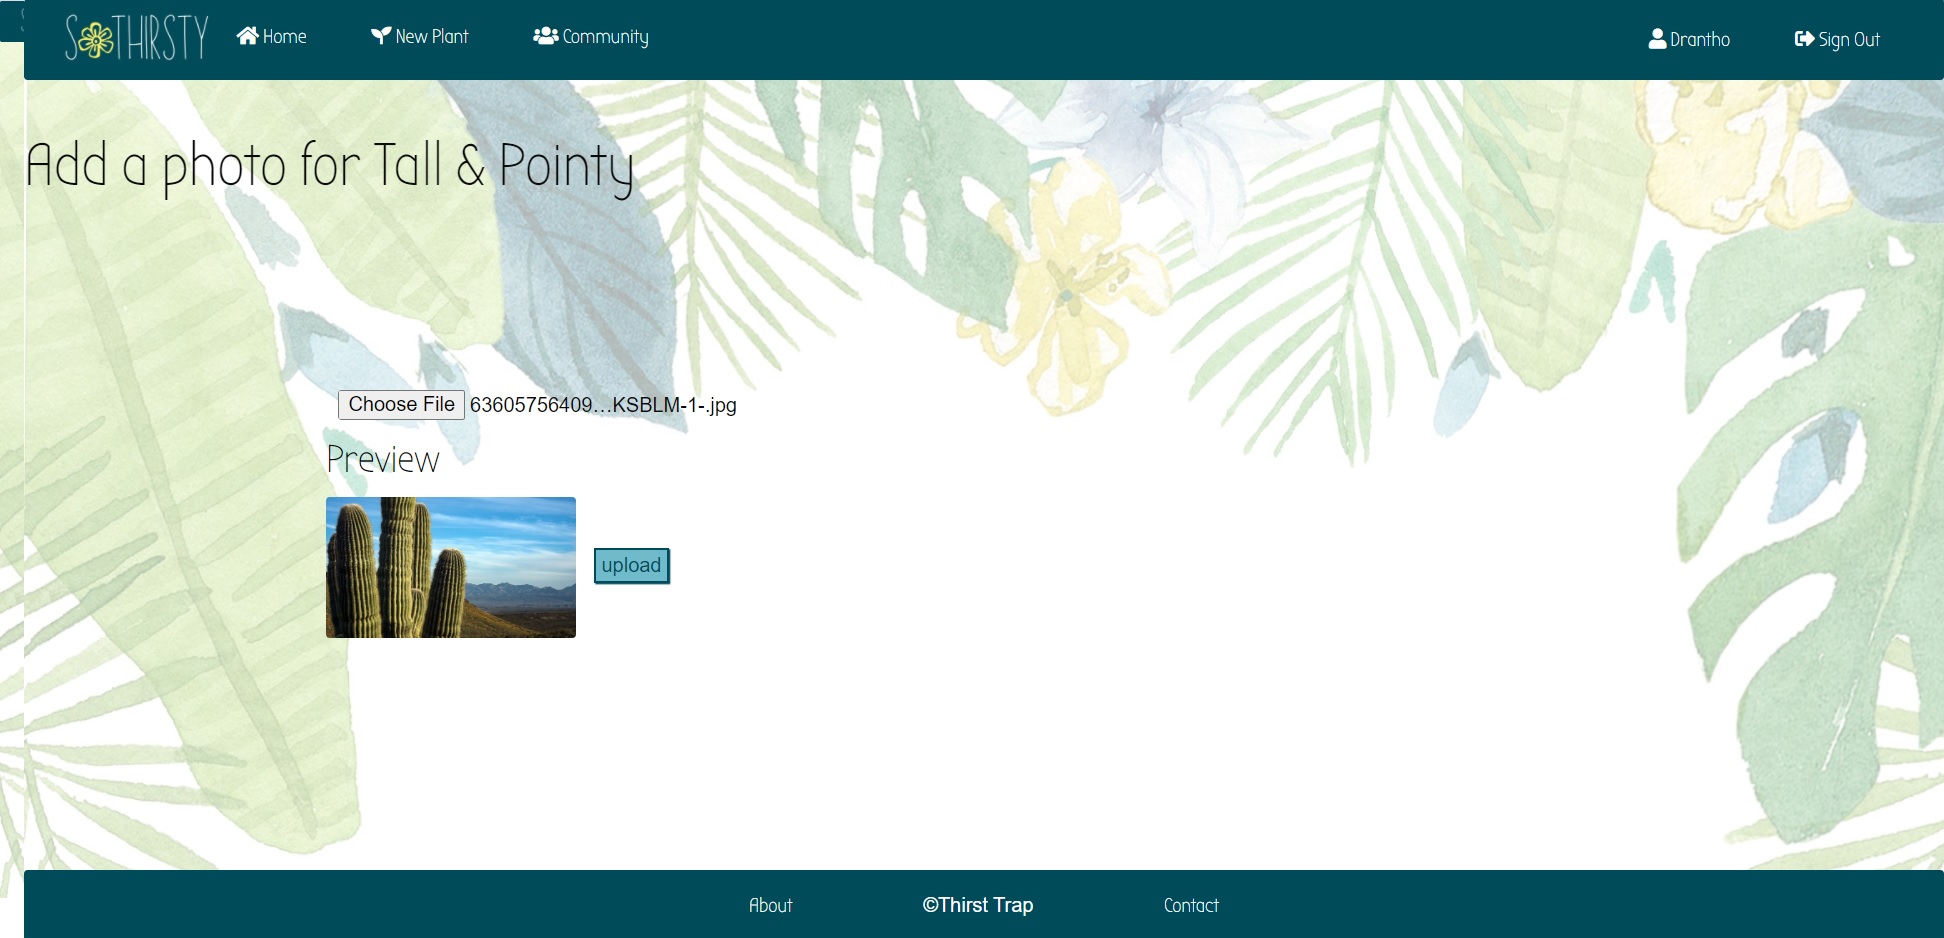 SOTHIRSTY Home New Plant Community Drantho Sign Out
Add a photo for Tall & Pointy
Choose File 63605756409...KSBLM-1-.jpg
Preview
upload
About ©Thirst Trap Contact